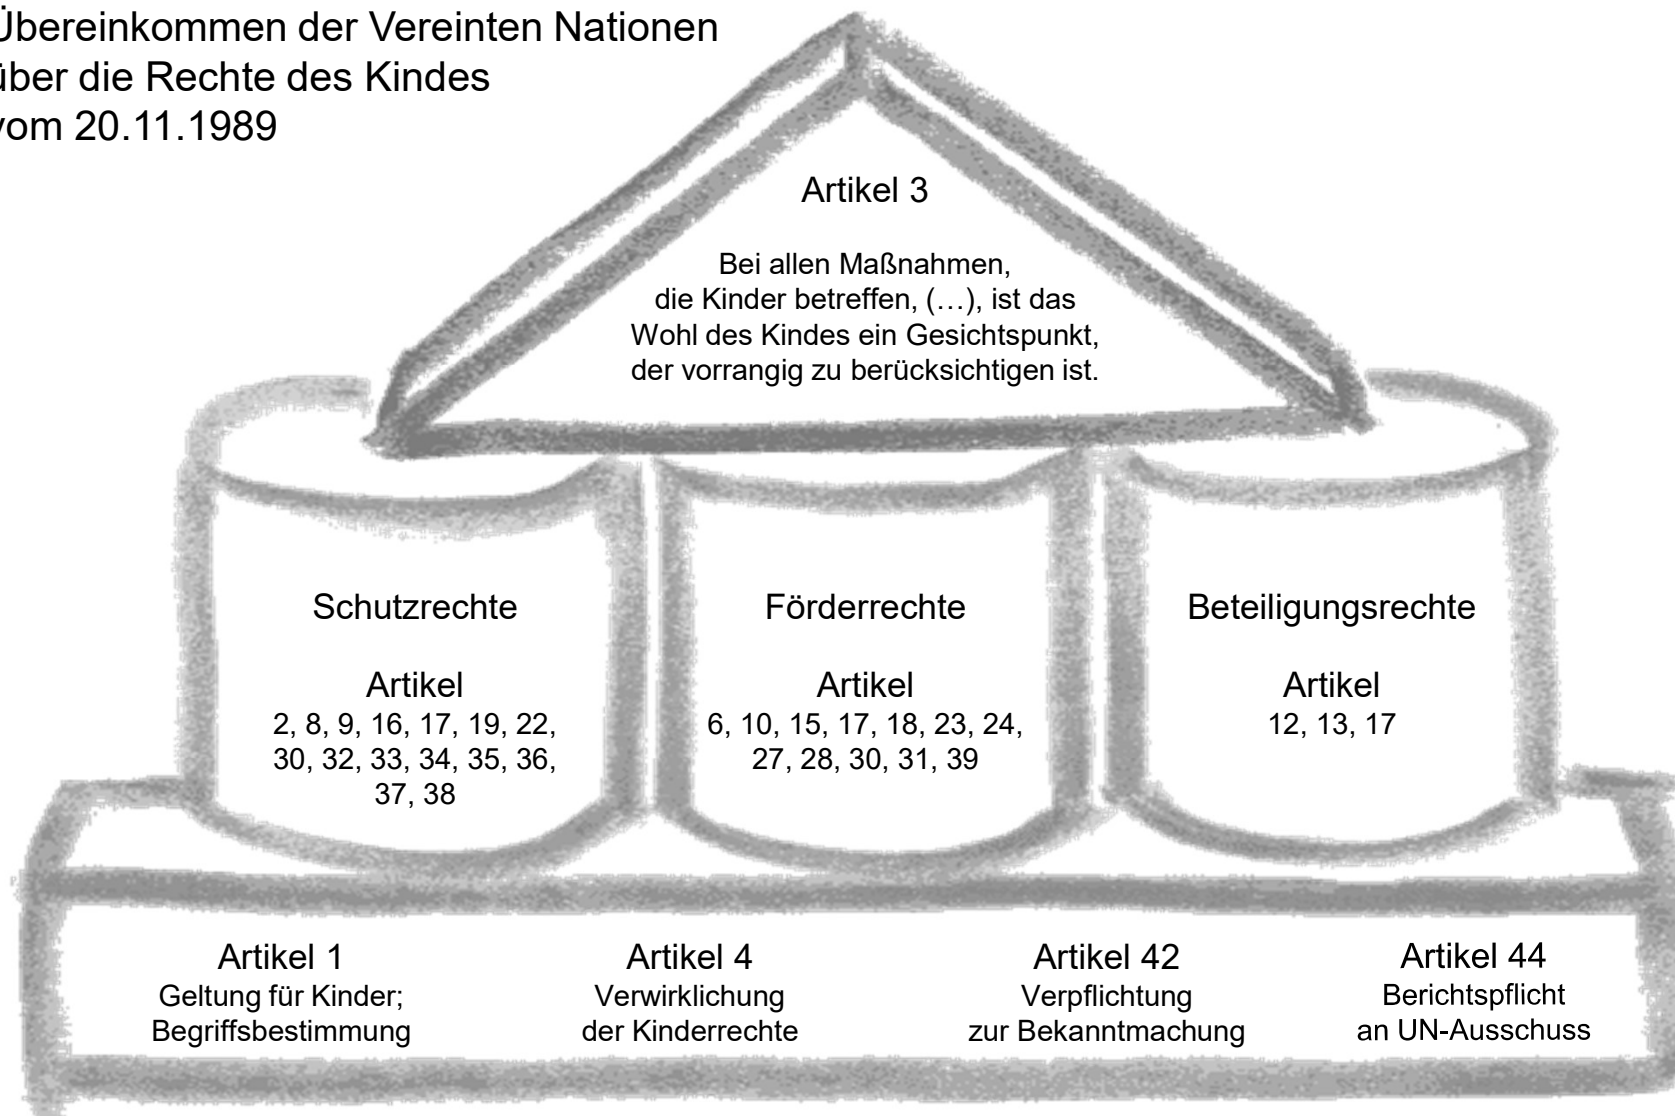 Übereinkommen der Vereinten Nationen
über die Rechte des Kindes
vom 20.11.1989
Artikel 3
Bei allen Maßnahmen,
die Kinder betreffen, (…), ist das
Wohl des Kindes ein Gesichtspunkt,
der vorrangig zu berücksichtigen ist.
Schutzrechte
Artikel
2, 8, 9, 16, 17, 19, 22,
30, 32, 33, 34, 35, 36,
37, 38
Förderrechte
Artikel
6, 10, 15, 17, 18, 23, 24,
27, 28, 30, 31, 39
Beteiligungsrechte
Artikel
12, 13, 17
Artikel 1
Geltung für Kinder;
Begriffsbestimmung
Artikel 4
Verwirklichung
der Kinderrechte
Artikel 42
Verpflichtung
zur Bekanntmachung
Artikel 44
Berichtspflicht
an UN-Ausschuss